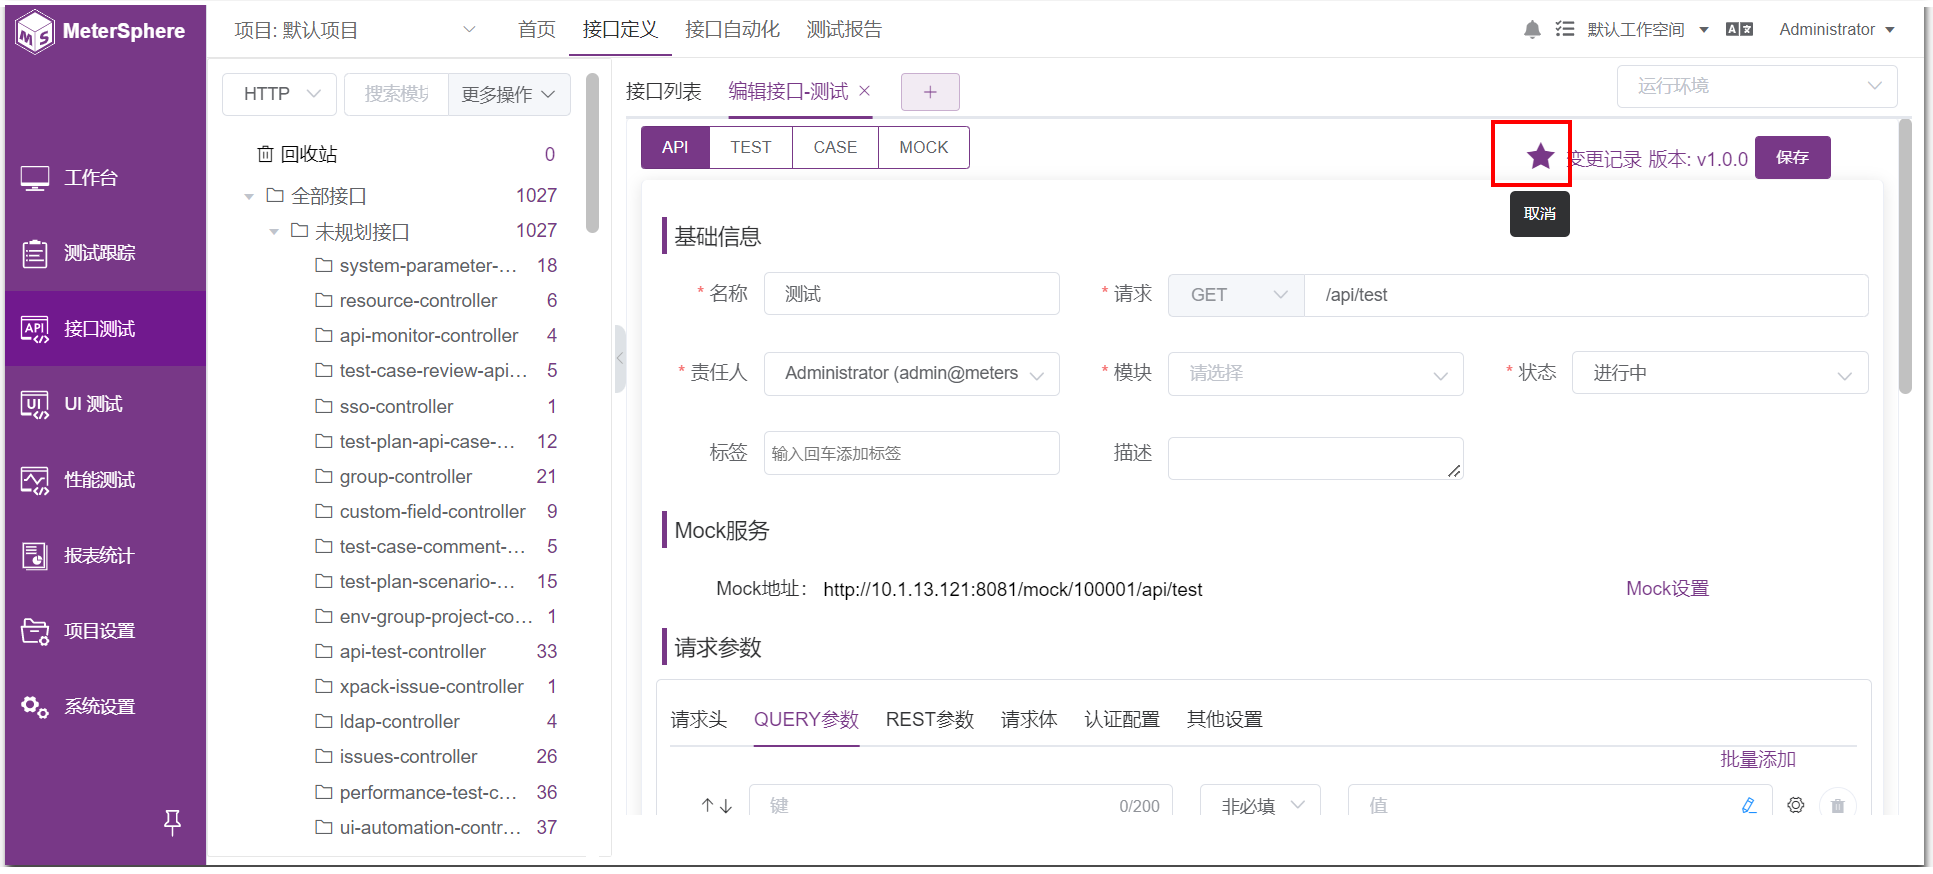 MeterSphere
项目: 默认项目
首页
接口定义
接口自动化
测试报告
默认工作空间
Administrator
工作台
测试跟踪
接口测试
UI 测试
性能测试
报表统计
项目设置
系统设置
HTTP
搜索模块
更多操作
回收站 0
全部接口 1027
未规划接口 1027
system-parameter-... 18
resource-controller 6
api-monitor-controller 4
test-case-review-api... 5
sso-controller 1
test-plan-api-case-... 12
group-controller 21
custom-field-controller 9
test-case-comment-... 5
test-plan-scenario-... 15
env-group-project-co... 1
api-test-controller 33
xpack-issue-controller 1
ldap-controller 4
issues-controller 26
performance-test-c... 36
ui-automation-contr... 37
接口列表
编辑接口-测试
+
运行环境
API
TEST
CASE
MOCK
变更记录 版本: v1.0.0
保存
取消
基础信息
* 名称 测试
* 请求 GET /api/test
* 责任人 Administrator (admin@meters
* 模块 请选择
* 状态 进行中
标签 输入回车添加标签
描述
Mock服务
Mock地址： http://10.1.13.121:8081/mock/100001/api/test
Mock设置
请求参数
请求头
QUERY参数
REST参数
请求体
认证配置
其他设置
批量添加
键 0/200
非必填
值